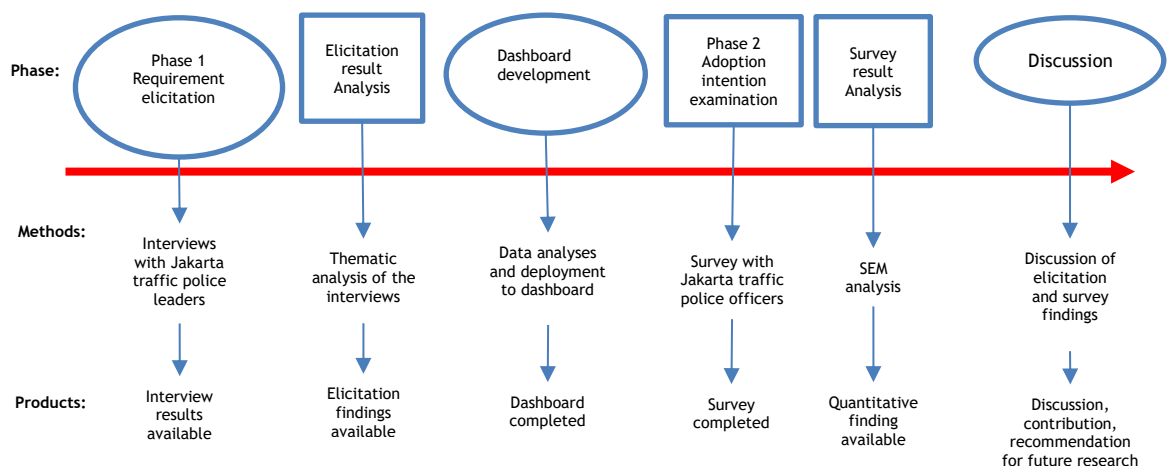 Phase:
Phase 1
Requirement
elicitation
Elicitation
result
Analysis
Dashboard
development
Phase 2
Adoption
intention
examination
Survey
result
Analysis
Discussion
Methods:
Interviews
with Jakarta
traffic police
leaders
Thematic
analysis of the
interviews
Data analyses
and deployment
to dashboard
Survey with
Jakarta traffic
police officers
SEM
analysis
Discussion of
elicitation
and survey
findings
Products:
Interview
results
available
Elicitation
findings
available
Dashboard
completed
Survey
completed
Quantitative
finding
available
Discussion,
contribution,
recommendation
for future research